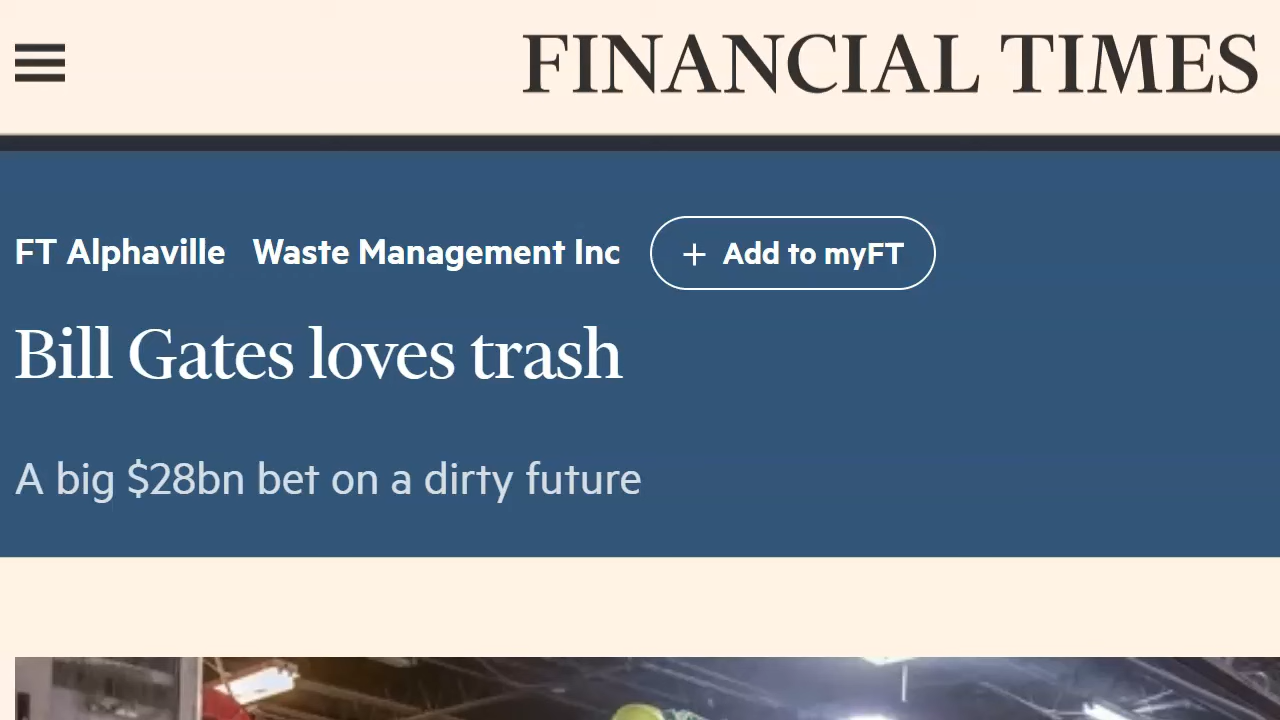 FINANCIAL TIMES
FT Alphaville Waste Management Inc + Add to myFT
Bill Gates loves trash
A big $28bn bet on a dirty future